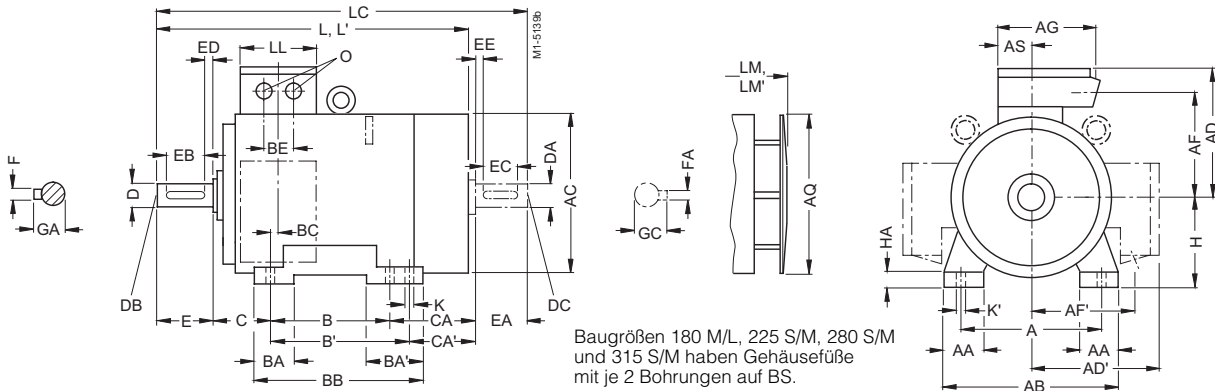 LC
L, L'
M1-5139b
ED
LL
O
EE
LM,
LM'
AG
AS
AD
AF
F
EB
BE
EC
DA
FA
D
AC
AQ
GA
GC
BC
HA
H
DB
K
DC
K'
AF'
E
C
B
CA
EA
A
B'
CA'
BA
BA'
AA
AA
AD'
BB
AB
Baugrößen 180 M/L, 225 S/M, 280 S/M
und 315 S/M haben Gehäusefüße
mit je 2 Bohrungen auf BS.